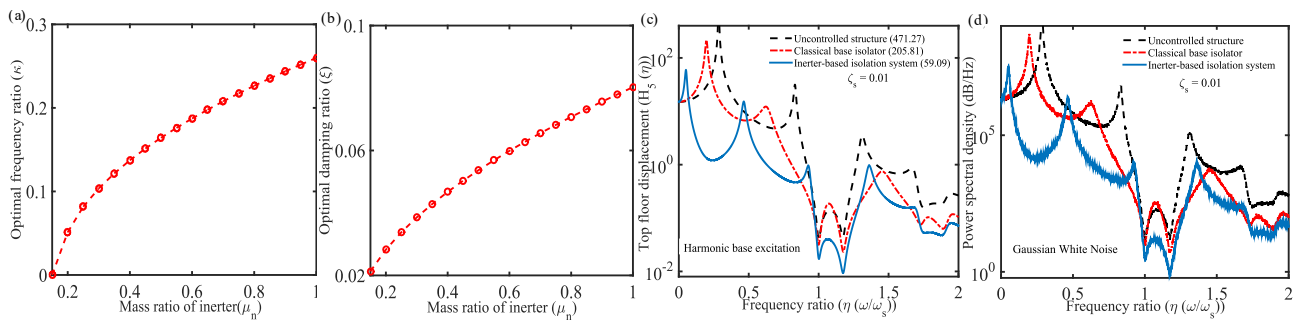 (a)
0.3
0.2
0.1
0
Optimal frequency ratio (κ)
0.2
0.4
0.6
0.8
1
Mass ratio of inerter(μn)
(b)
0.1
0.06
0.02
Optimal damping ratio (ξ)
0.2
0.4
0.6
0.8
1
Mass ratio of inerter(μn)
(c)
10^2
10^0
10^-2
Top floor displacement (H5 (η))
Uncontrolled structure (471.27)
Classical base isolator (205.81)
Inerter-based isolation system (59.09)
ζs = 0.01
Harmonic base excitation
0
0.5
1
1.5
2
Frequency ratio (η (ω/ωs))
(d)
10^5
10^0
Power spectral density (dB/Hz)
Uncontrolled structure
Classical base isolator
Inerter-based isolation system
ζs = 0.01
Gaussian White Noise
0
0.5
1
1.5
2
Frequency ratio (η (ω/ωs))